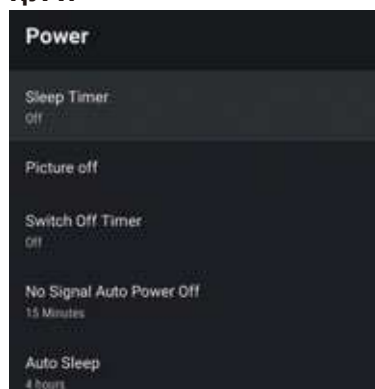 Power
Sleep Timer
Off
Picture off
Switch Off Timer
Off
No Signal Auto Power Off
15 Minutes
Auto Sleep
4 hours